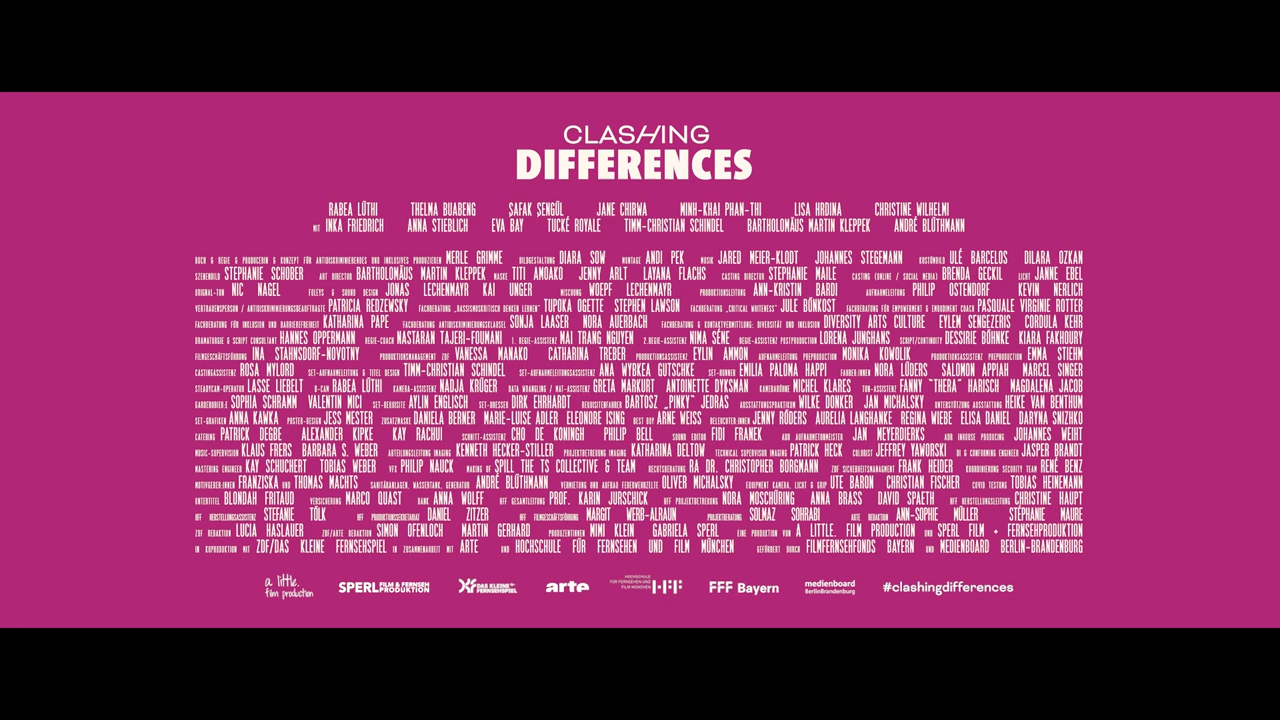 CLASHING
DIFFERENCES
RABEA LÜTHI THELMA BUABENG ŞAFAK ŞENGÜL JANE CHIRWA MINH-KHAI PHAN-THI LISA HRDINA CHRISTINE WILHELMI
MIT INKA FRIEDRICH ANNA STIEBLICH EVA BAY TUCKÉ ROYALE TIMM-CHRISTIAN SCHINDEL BARTHOLOMÄUS MARTIN KLEPPEK ANDRÉ BLÜTHMANN
BUCH & REGIE & PRODUCERIN & KONZEPT FÜR ANTIDISKRIMINIERENDES UND INKLUSIVES PRODUZIEREN MERLE GRIMME BILDGESTALTUNG DIARA SOW MONTAGE ANDI PEK MUSIK JARED MEIER-KLODT JOHANNES STEGEMANN KOSTÜMBILD ULÉ BARCELOS DILARA OZKAN
SZENENBILD STEPHANIE SCHOBER ART DIRECTOR BARTHOLOMÄUS MARTIN KLEPPEK MASKE TITI AMOAKO JENNY ARLT LAYANA FLACHS CASTING DIRECTOR STEPHANIE MAILE CASTING (ONLINE / SOCIAL MEDIA) BRENDA GECKIL LICHT JANNE EBEL
ORIGINAL-TON NIC NAGEL FOLEYS & SOUND DESIGN JONAS LECHENMAYR KAI UNGER MISCHUNG WOEPF LECHENMAYR PRODUKTIONSLEITUNG ANN-KRISTIN BARDI AUFNAHMELEITUNG PHILIP OSTENDORF KEVIN NERLICH
VERTRAUENSPERSON / ANTIDISKRIMINIERUNGSBEAUFTRAGTE PATRICIA REDZEWSKY FACHBERATUNG „RASSISMUSKRITISCH DENKEN LERNEN“ TUPOKA OGETTE STEPHEN LAWSON FACHBERATUNG „CRITICAL WHITENESS“ JULE BÖNKOST FACHBERATUNG FÜR EMPOWERMENT & EMBODIMENT COACH PASQUALE VIRGINIE ROTTER
FACHBERATUNG FÜR INKLUSION UND BARRIEREFREIHEIT KATHARINA PAPE FACHBERATUNG ANTIDISKRIMINIERUNGSKLAUSEL SONJA LAASER NORA AUERBACH FACHBERATUNG & KONTAKTVERMITTLUNG: DIVERSITÄT UND INKLUSION DIVERSITY ARTS CULTURE EYLEM SENGEZERIS CORDULA KEHR
DRAMATURGIE & SCRIPT CONSULTANT HANNES OPPERMANN REGIE-COACH NASTARAN TAJERI-FOUMANI 1. REGIE-ASSISTENZ MAI TRANG NGUYEN 2.REGIE-ASSISTENZ NIMA SÉNE REGIE-ASSISTENZ POSTPRODUKTION LORENA JUNGHANS SCRIPT/CONTINUITY DESSIRIE BÖHNKE KIARA FAKHOURY
FILMGESCHÄFTSFÜHRUNG INA STAHNSDORF-NOVOTNY PRODUKTIONSMANAGEMENT ZDF VANESSA MANAKO CATHARINA TREBER PRODUKTIONSASSISTENZ EYLIN AMMON AUFNAHMELEITUNG PREPRODUCTION MONIKA KOWOLIK PRODUKTIONSASSISTENZ PREPRODUCTION EMMA STIEHM
CASTINGASSISTENZ ROSA MYLORD SET-AUFNAHMELEITUNG & TITEL DESIGN TIMM-CHRISTIAN SCHINDEL SET-AUFNAHMELEITUNGSASSISTENZ ANA WYBKEA GUTSCHKE SET-RUNNER EMILIA PALOMA HAPPI FAHRER:INNEN NORA LÜDERS SALOMON APPIAH MARCEL SINGER
STEADYCAM-OPERATOR LASSE LIEBELT B-CAM RABEA LÜTHI KAMERA-ASSISTENZ NADJA KRÜGER DATA WRANGLING / MAT-ASSISTENZ GRETA MARKURT ANTOINETTE DYKSMAN KAMERABÜHNE MICHEL KLARES TON-ASSISTENZ FANNY "THERA" HARISCH MAGDALENA JACOB
GARDEROBIER:E SOPHIA SCHRAMM VALENTIN MICI SET-REQUISITE AYLIN ENGLISCH SET-DRESSER DIRK EHRHARDT REQUISITENFAHRER BARTOSZ „PINKY“ JEDRAS AUSSTATTUNGSPRAKTIKUM WILKE DONKER JAN MICHALSKY UNTERSTÜTZUNG AUSSTATTUNG HEIKE VAN BENTHUM
SET-GRAFIKER ANNA KAWKA POSTER-DESIGN JESS MESTER ZUSATZMASKE DANIELA BERNER MARIE-LUISE ADLER ELEONORE ISING BEST BOY ARNE WEISS BELEUCHTER:INNEN JENNY RÖDERS AURELIA LANGHANKE REGINA WIEBE ELISA DANIEL DARYNA SNIZHKO
CATERING PATRICK DEGBE ALEXANDER KIPKE KAY RACHUI SCHNITT-ASSISTENZ CHO DE KONINGH PHILIP BELL SOUND EDITOR FIDI FRANEK ADR AUFNAHMETONMEISTER JAN MEYERDIERKS ADR INHOUSE PRODUCING JOHANNES WEIHT
MUSIC-SUPERVISION KLAUS FRERS BARBARA S. WEBER ABTEILUNGSLEITUNG IMAGING KENNETH HECKER-STILLER PROJEKTBETREUUNG IMAGING KATHARINA DELTOW TECHNICAL SUPERVISOR IMAGING PATRICK HECK COLORIST JEFFREY YAWORSKI DI & CONFORMING ENGINEER JASPER BRANDT
MASTERING ENGINEER KAY SCHUCHERT TOBIAS WEBER VFX PHILIP NAUCK MAKING OF SPILL THE TS COLLECTIVE & TEAM RECHTSBERATUNG RA DR. CHRISTOPHER BORGMANN ZDF SICHERHEITSMANAGMENT FRANK HEIDER KOORDINIERUNG SECURITY TEAM RENÉ BENZ
MOTIVGEBER:INNEN FRANZISKA UND THOMAS MACHTS SANITÄRANLAGEN, WASSERTANK, GENERATOR ANDRÉ BLÜTHMANN VERMIETUNG UND AUFBAU FEDERWEHZELTE OLIVER MICHALSKY EQUIPMENT KAMERA, LICHT & GRIP UTE BARON CHRISTIAN FISCHER COVID TESTUNG TOBIAS HEINEMANN
UNTERTITEL BLONDAH FRITAUD VERSICHERUNG MARCO QUAST BANK ANNA WOLFF HFF GESAMTLEITUNG PROF. KARIN JURSCHICK HFF PROJEKTBETREUUNG NORA MOSCHÜRING ANNA BRASS DAVID SPAETH HFF HERSTELLUNGSLEITUNG CHRISTINE HAUPT
HFF HERSTELLUNGSASSISTENZ STEFANIE TÖLK HFF PRODUKTIONSSEKRETARIAT DANIEL ZITZER HFF FILMGESCHÄFTSFÜHRUNG MARGIT WERB-ALRAUN PROJEKTBERATUNG SOLMAZ SOHRABI ARTE REDAKTION ANN-SOPHIE MÜLLER STÉPHANIE MAURE
ZDF REDAKTION LUCIA HASLAUER ZDF/ARTE REDAKTION SIMON OFENLOCH MARTIN GERHARD PRODUZENTINNEN MIMI KLEIN GABRIELA SPERL EINE PRODUKTION VON A LITTLE. FILM PRODUCTION UND SPERL FILM + FERNSEHPRODUKTION
IN KOPRODUKTION MIT ZDF/DAS KLEINE FERNSEHSPIEL IN ZUSAMMENARBEIT MIT ARTE UND HOCHSCHULE FÜR FERNSEHEN UND FILM MÜNCHEN GEFÖRDERT DURCH FILMFERNSEHFONDS BAYERN UND MEDIENBOARD BERLIN-BRANDENBURG
a little. film production SPERL FILM & FERNSEH PRODUKTION DAS KLEINE FERNSEHSPIEL arte HOCHSCHULE FÜR FERNSEHEN UND FILM MÜNCHEN HFF FFF Bayern medienboard BerlinBrandenburg #clashingdifferences